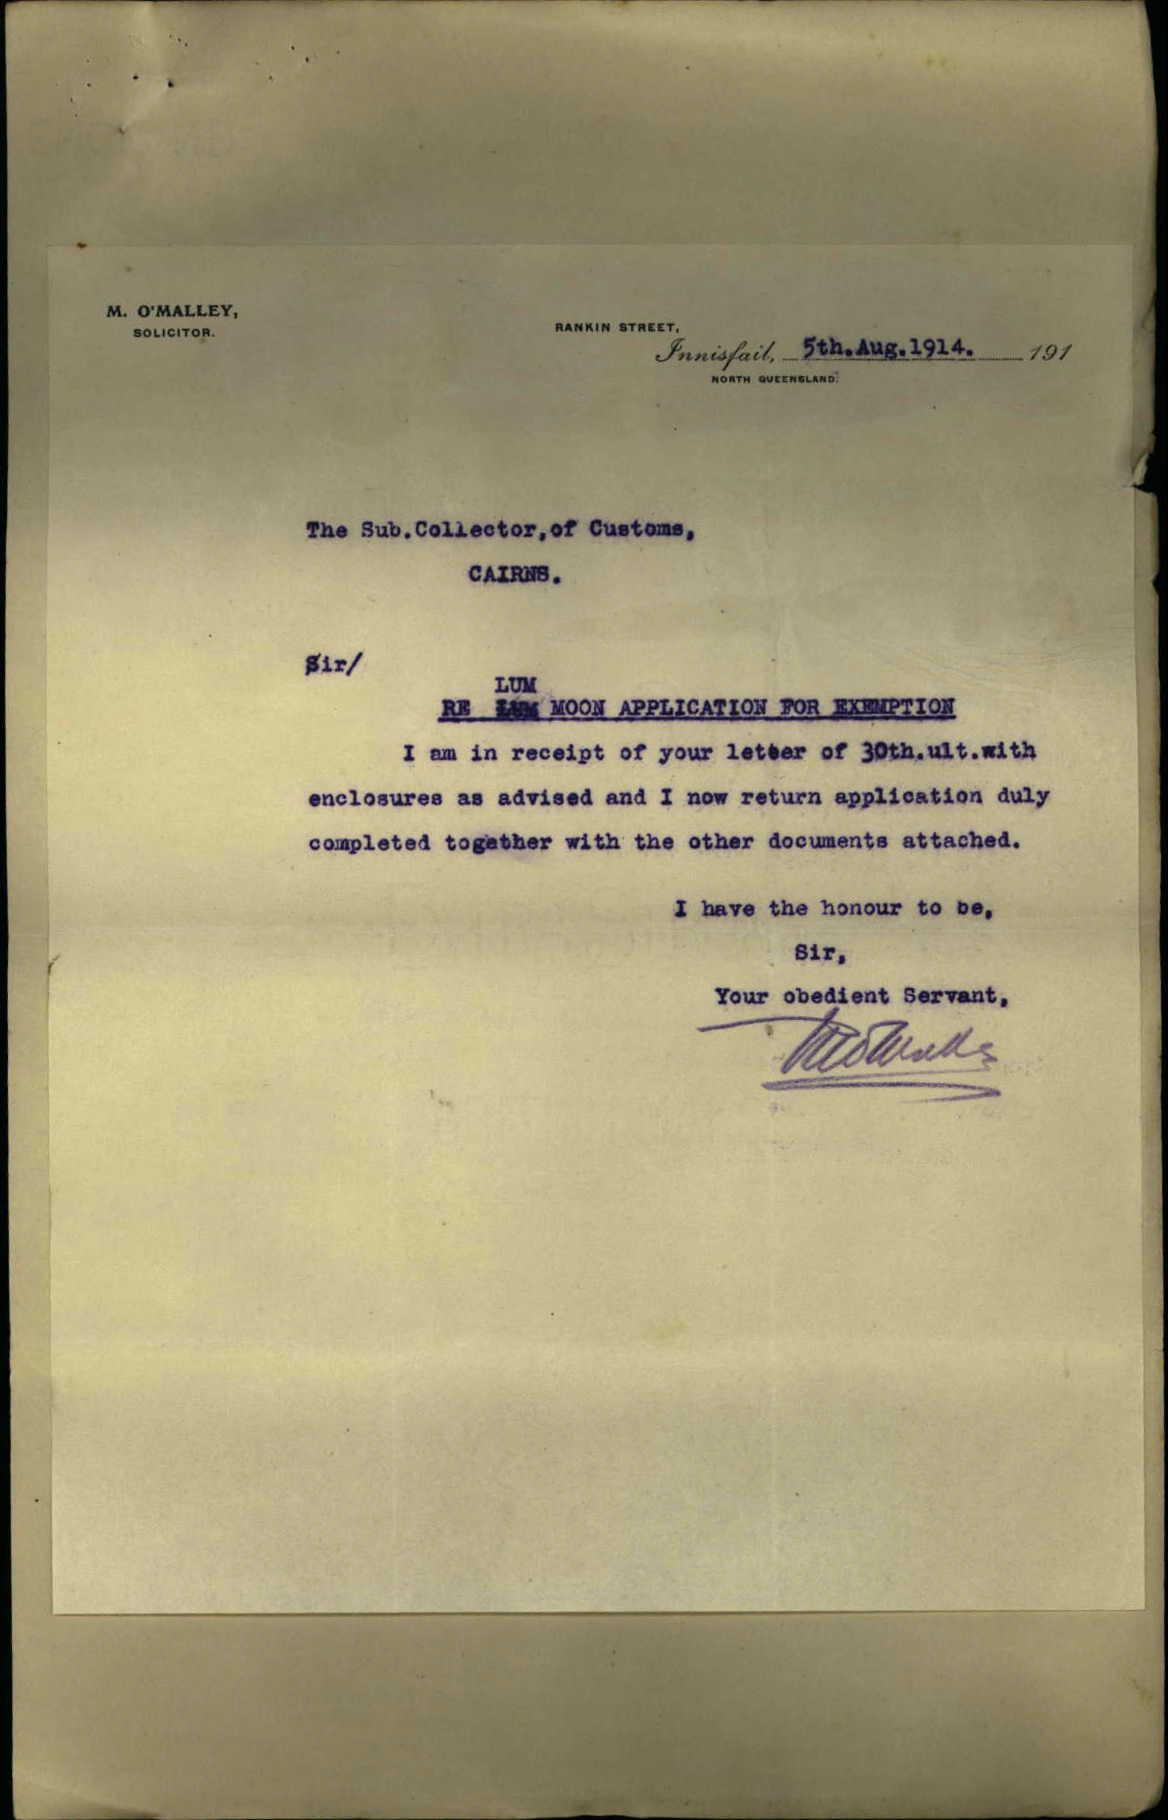 M. O'MALLEY,
SOLICITOR.
RANKIN STREET,
Innisfail, 5th.Aug.1914. 191
NORTH QUEENSLAND.
The Sub.Collector,of Customs,
CAIRNS.
Sir/
LUM
RE MOON APPLICATION FOR EXEMPTION
I am in receipt of your letter of 30th.ult.with
enclosures as advised and I now return application duly
completed together with the other documents attached.
I have the honour to be,
Sir,
Your obedient Servant,
M O'Malley